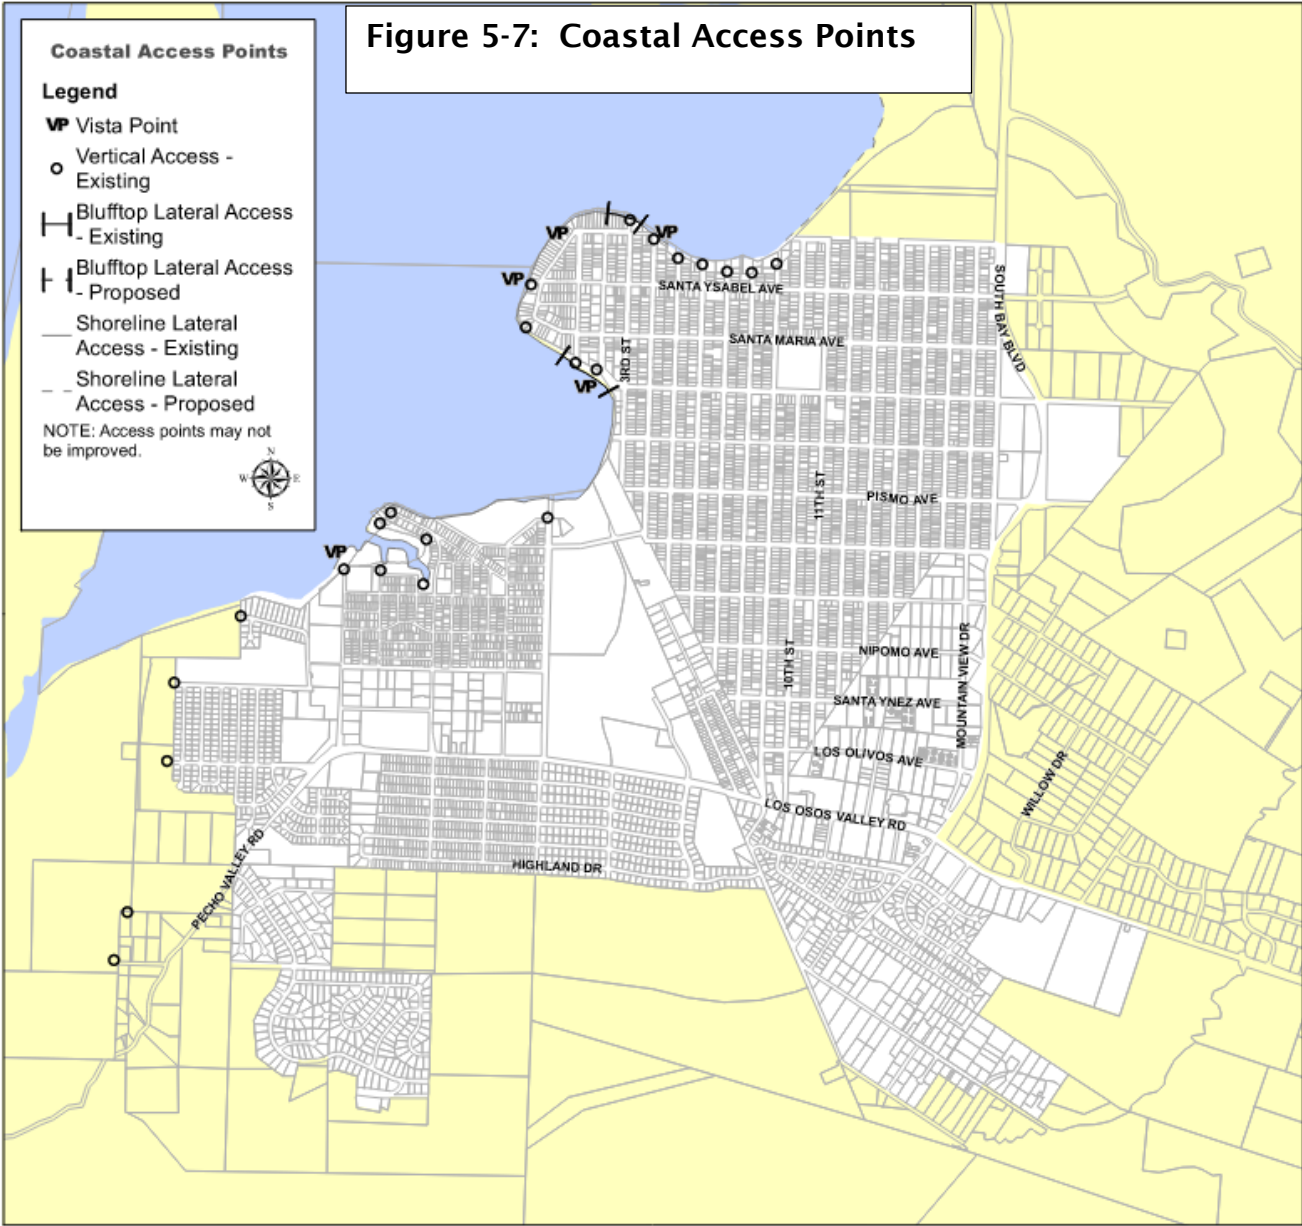 Figure 5-7: Coastal Access Points
Coastal Access Points
Legend
VP Vista Point
Vertical Access -
Existing
Blufftop Lateral Access
- Existing
Blufftop Lateral Access
- Proposed
Shoreline Lateral
Access - Existing
Shoreline Lateral
Access - Proposed
NOTE: Access points may not
be improved.
N
W
E
S
VP
VP
VP
VP
VP
SANTA YSABEL AVE
SOUTH BAY BLVD
SANTA MARIA AVE
3RD ST
11TH ST
PISMO AVE
10TH ST
NIPOMO AVE
MOUNTAIN VIEW DR
SANTA YNEZ AVE
LOS OLIVOS AVE
WILLOW DR
LOS OSOS VALLEY RD
HIGHLAND DR
PECHO VALLEY RD